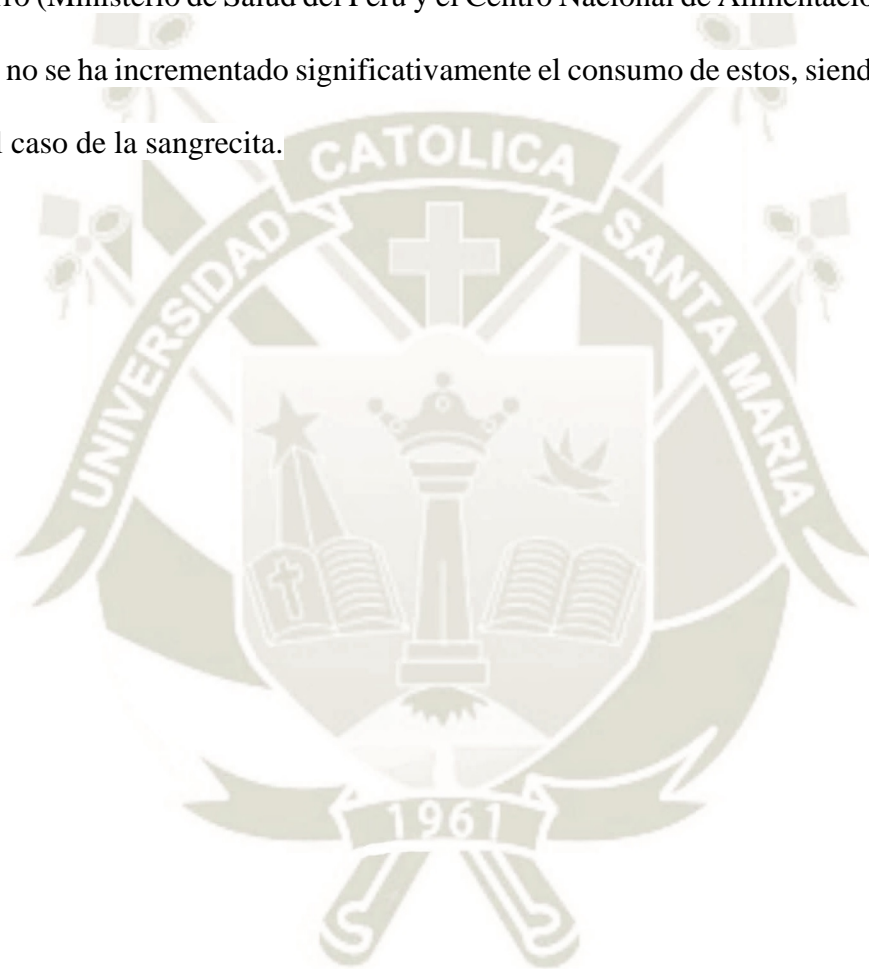 ro (Ministerio de Salud del Perú y el Centro Nacional de Alimentació
no se ha incrementado significativamente el consumo de estos, siend
l caso de la sangrecita.
UNIVERSIDAD CATOLICA SANTA MARIA
1961